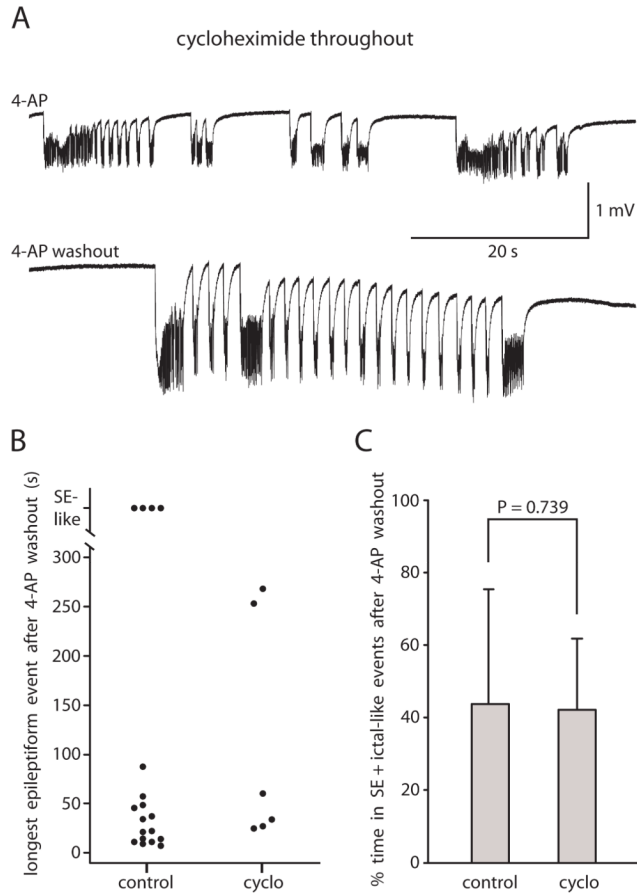 A
cycloheximide throughout
4-AP
1 mV
20 s
4-AP washout
B
longest epileptiform event after 4-AP washout (s)
SE-
like
300
250
200
150
100
50
0
control
cyclo
C
% time in SE + ictal-like events after 4-AP washout
100
80
60
40
20
0
P = 0.739
control
cyclo